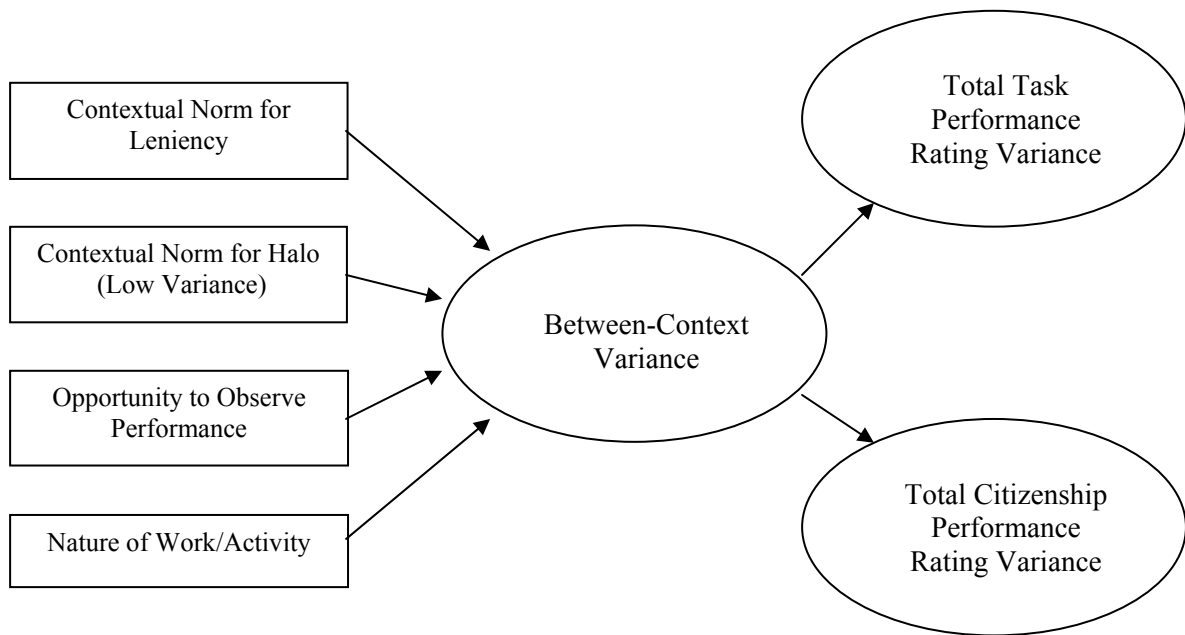 Contextual Norm for
Leniency
Contextual Norm for Halo
(Low Variance)
Opportunity to Observe
Performance
Nature of Work/Activity
Between-Context
Variance
Total Task
Performance
Rating Variance
Total Citizenship
Performance
Rating Variance